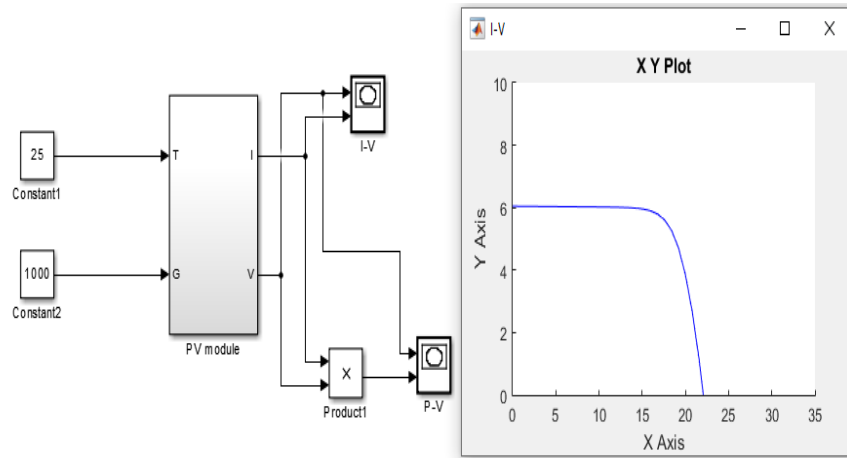 25
Constant1
1000
Constant2
T
I
G
V
PV module
I-V
X
Product1
P-V
I-V
X Y Plot
Y Axis
10
8
6
4
2
0
0 5 10 15 20 25 30 35
X Axis